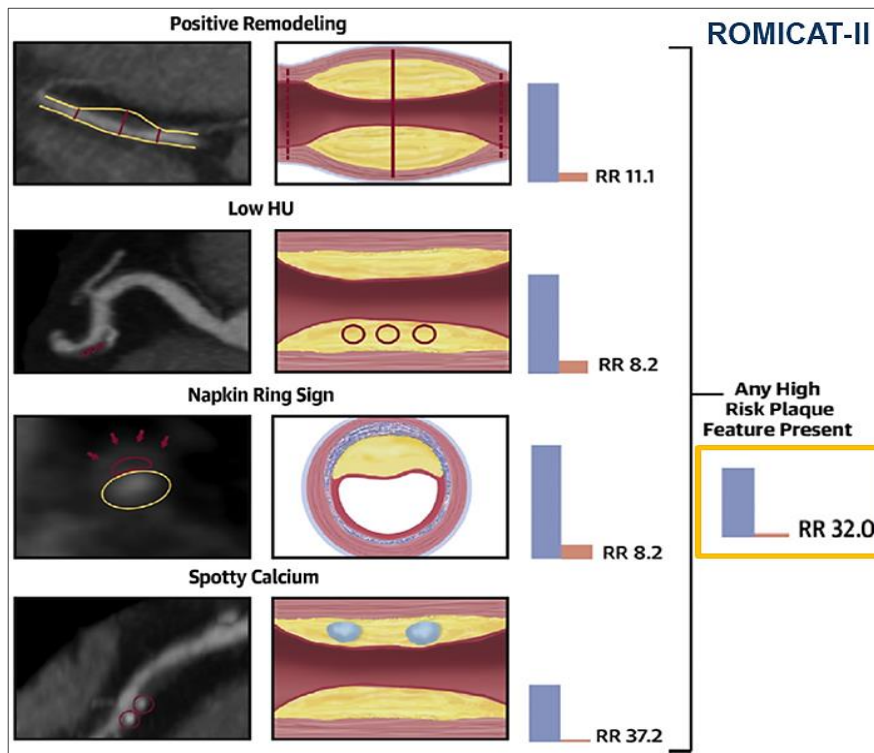 Positive Remodeling
ROMICAT-II
RR 11.1
Low HU
RR 8.2
Napkin Ring Sign
RR 8.2
Spotty Calcium
RR 37.2
Any High
Risk Plaque
Feature Present
RR 32.0